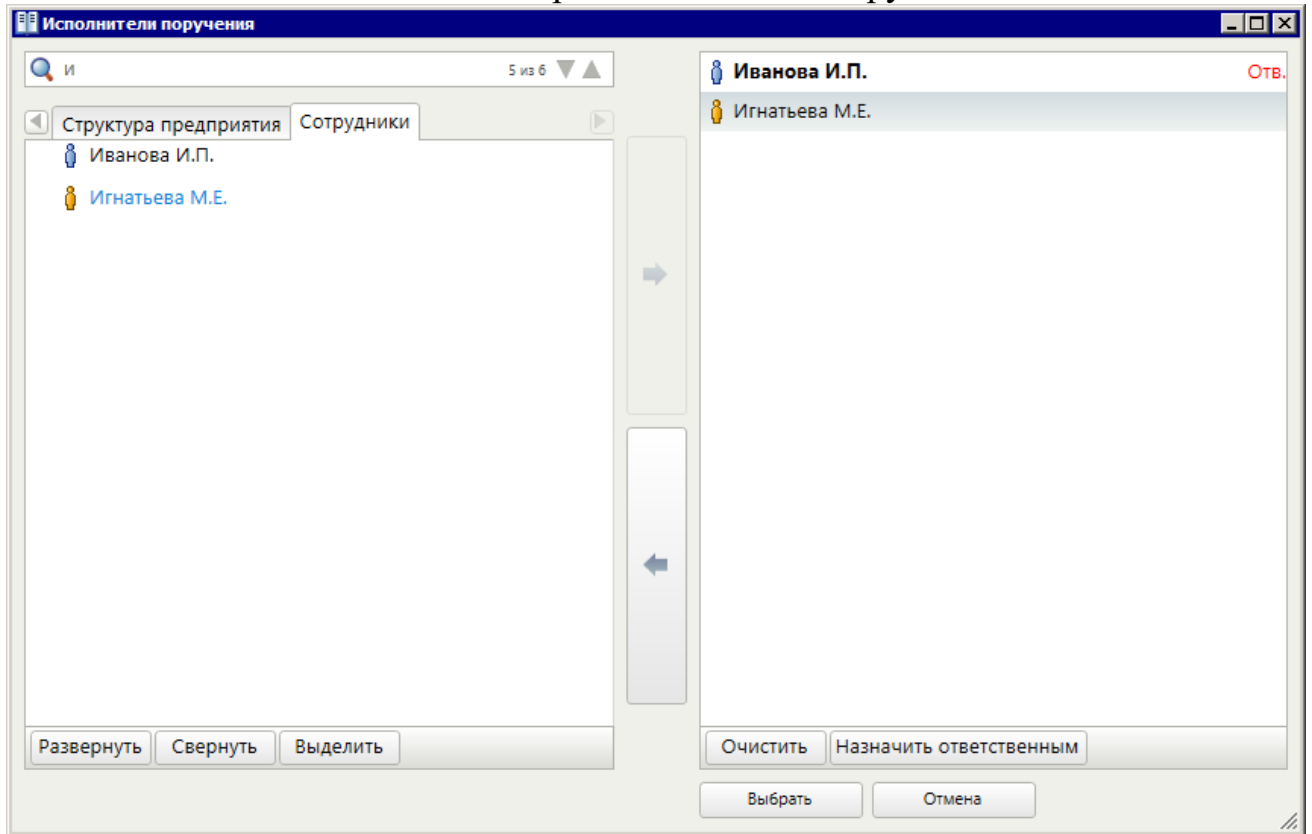 Исполнители поручения
и
5 из 6
Структура предприятия
Сотрудники
Иванова И.П.
Игнатьева М.Е.
Развернуть
Свернуть
Выделить
Иванова И.П.
Отв.
Игнатьева М.Е.
Очистить
Назначить ответственным
Выбрать
Отмена